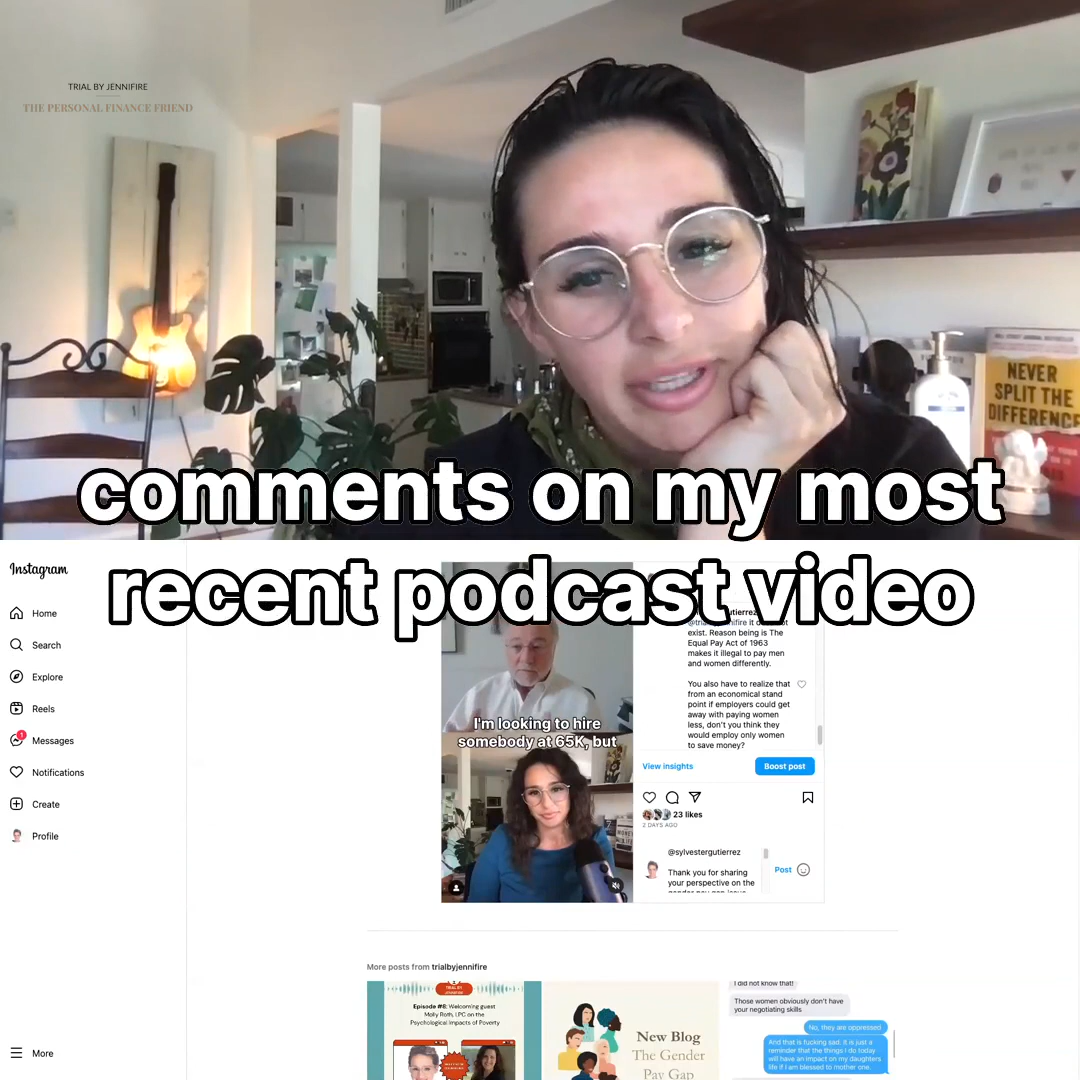 TRIAL BY JENNIFIRE
THE PERSONAL FINANCE FRIEND
NEVER
SPLIT THE
DIFFERENCE
comments on my most
recent podcast video
Instagram
Home
Search
Explore
Reels
1
Messages
Notifications
Create
Profile
More
I'm looking to hire
somebody at 65K, but
exist. Reason being is The
Equal Pay Act of 1963
makes it illegal to pay men
and women differently.
You also have to realize that
from an economical stand
point if employers could get
away with paying women
less, don't you think they
would employ only women
to save money?
View insights
Boost post
23 likes
2 DAYS AGO
@sylvestergutierrez
Thank you for sharing
your perspective on the
Post
More posts from trialbyjennifire
TRIAL BY
JENNIFIRE
Episode #8: Welcoming guest
Molly Roth, LPC on the
Psychological Impacts of Poverty
New Blog
The Gender
Pay Gap
I did not know that!
Those women obviously don't have
your negotiating skills
No, they are oppressed
And that is fucking sad. it is just a
reminder that the things I do today
will have an impact on my daughters
life if I am blessed to mother one.